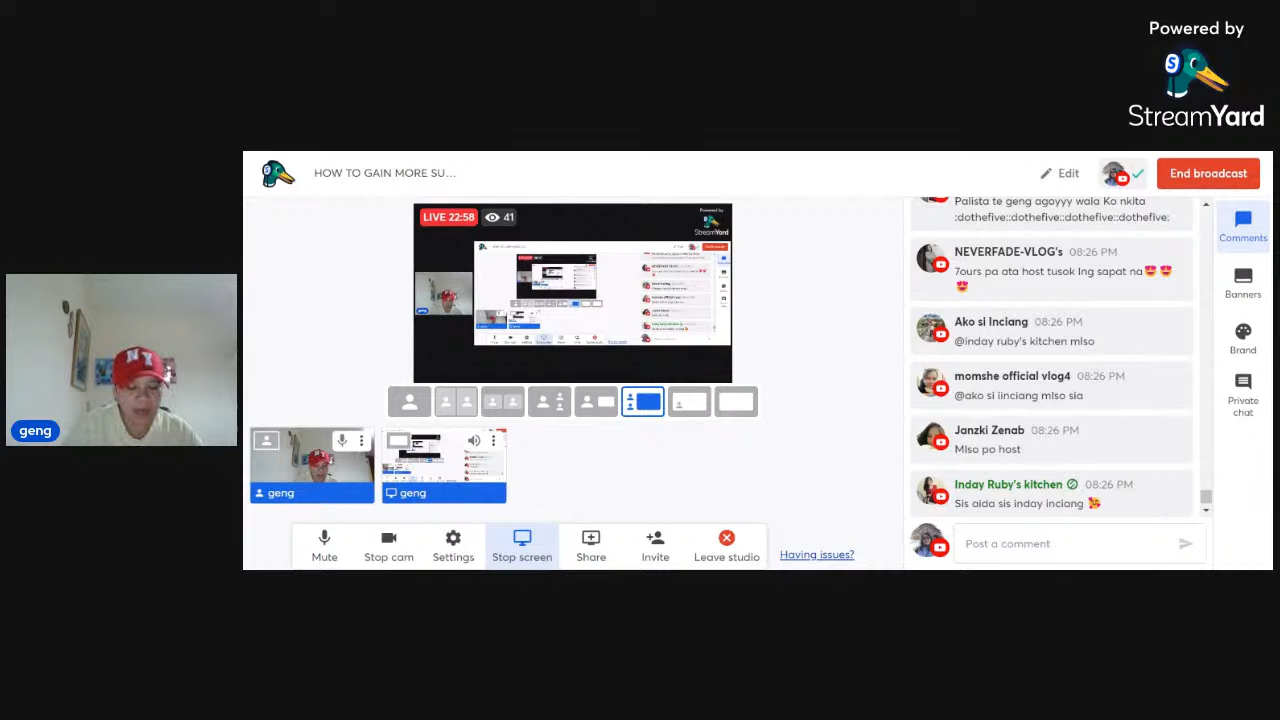 Powered by
StreamYard
HOW TO GAIN MORE SU...
Edit
End broadcast
LIVE 22:58
41
Powered by
StreamYard
geng
NY
geng
geng
Mute
Stop cam
Settings
Stop screen
Share
Invite
Leave studio
Having issues?
Palista te geng agoyyy wala Ko nkita
:dothefive::dothefive::dothefive:
NEVERFADE-VLOG's 08:26 PM
7ours pa ata host tusok lng sapat na😍 😍
😍
Ako si Inciang 08:26 PM
@inday ruby's kitchen mlso
momshe official vlog4 08:26 PM
@ako si iinciang mlso sia
Janzki Zenab 08:26 PM
Mlso po host
Inday Ruby's kitchen 08:26 PM
Sis aida sis inday inciang 🥰
Post a comment
Comments
Banners
Brand
Private
chat